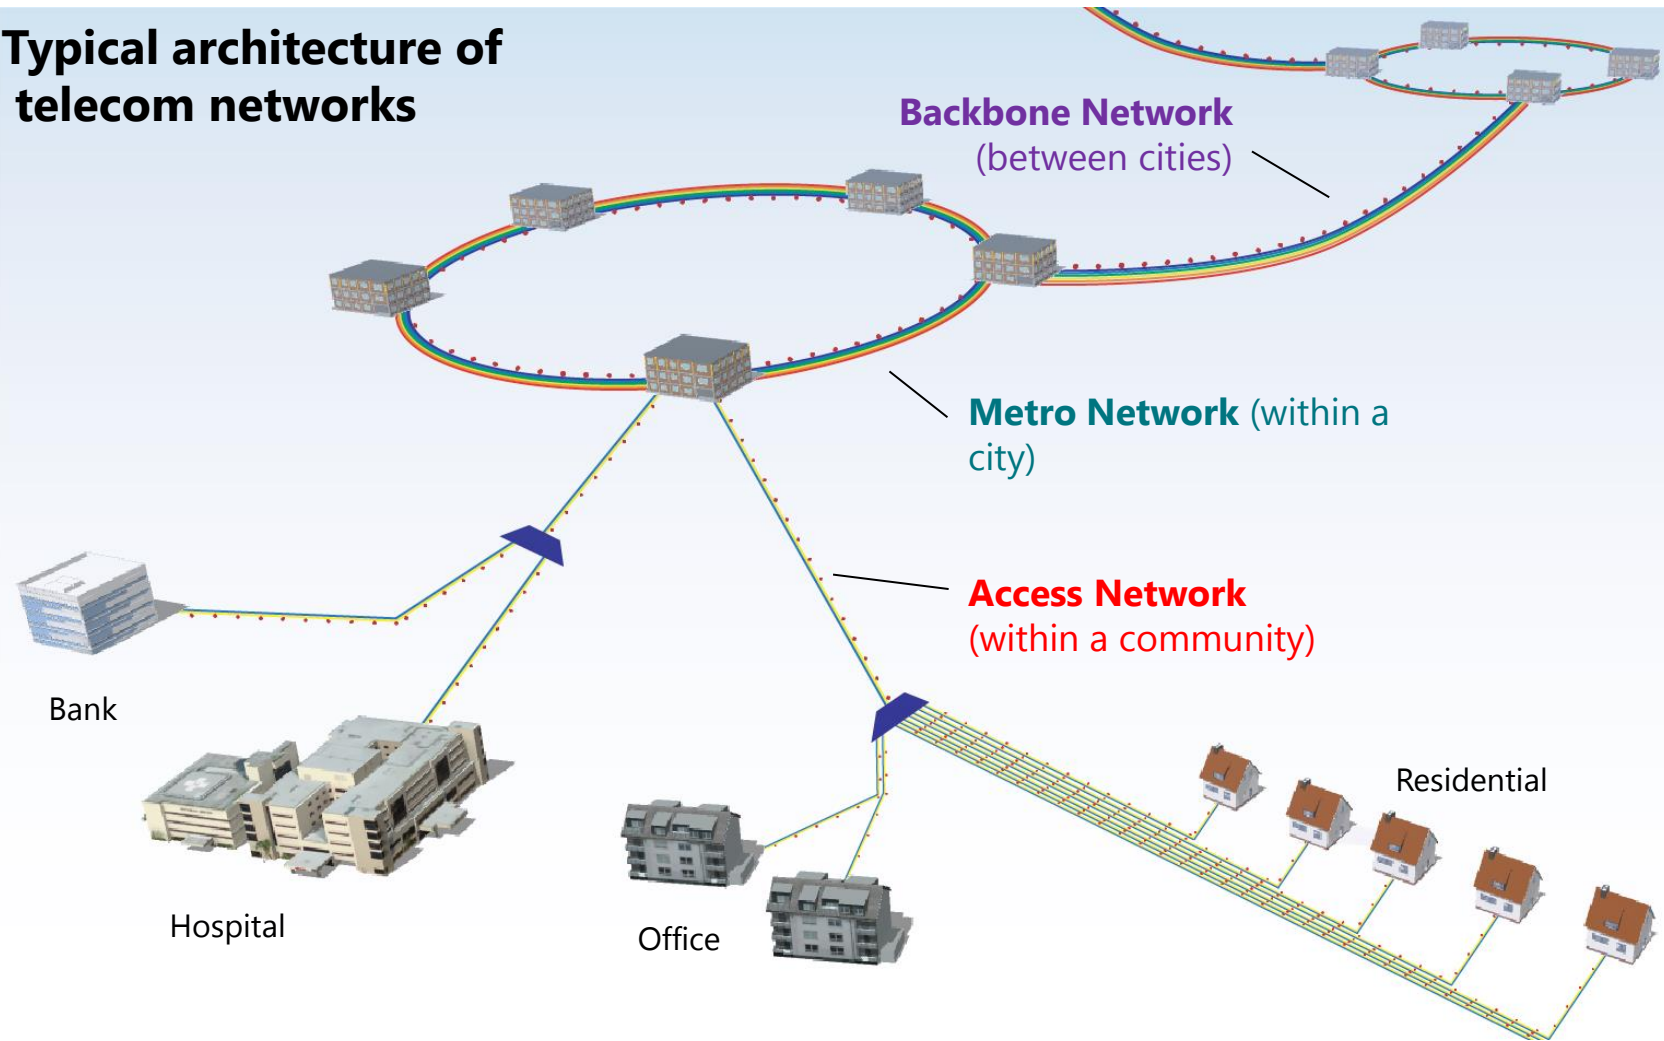 Typical architecture of
telecom networks
Backbone Network
(between cities)
Metro Network (within a
city)
Access Network
(within a community)
Bank
Residential
Hospital
Office